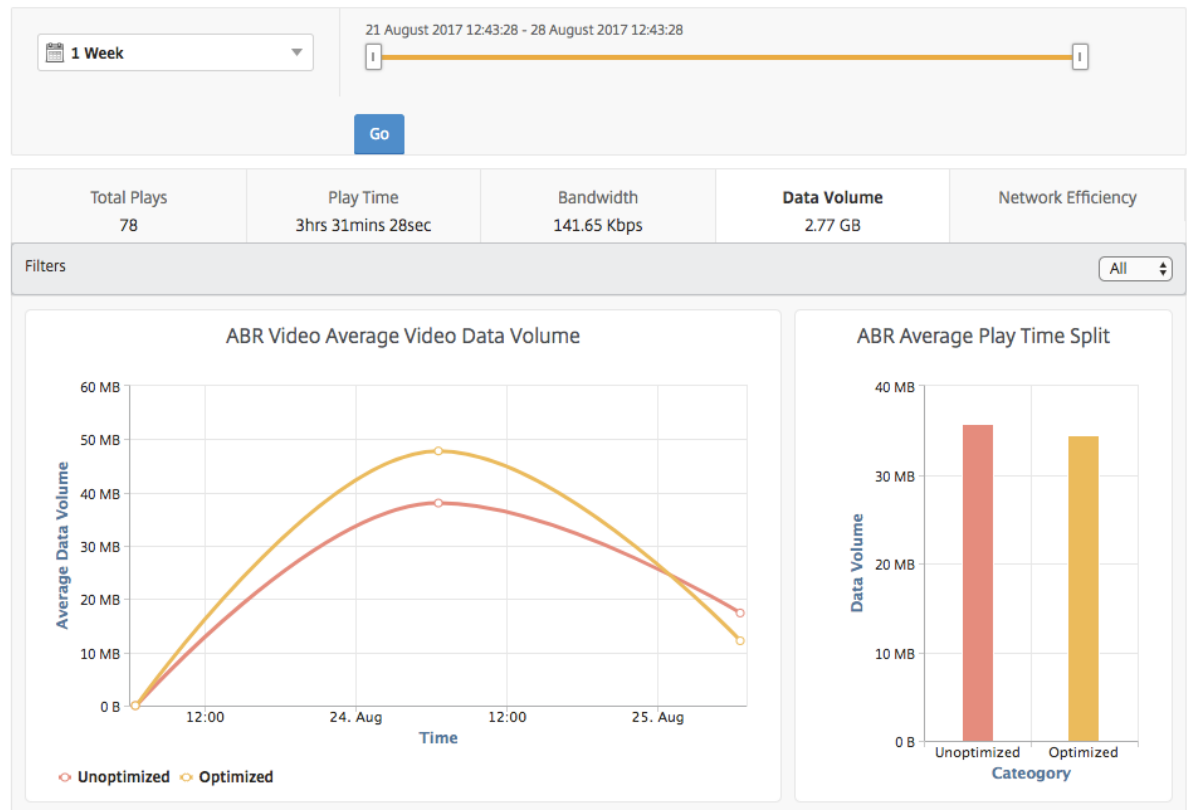 21 August 2017 12:43:28 - 28 August 2017 12:43:28
1 Week
Go
Total Plays
78
Play Time
3hrs 31mins 28sec
Bandwidth
141.65 Kbps
Data Volume
2.77 GB
Network Efficiency
Filters
All
ABR Video Average Video Data Volume
60 MB
50 MB
40 MB
30 MB
20 MB
10 MB
0 B
Average Data Volume
12:00
24. Aug
12:00
25. Aug
Time
Unoptimized
Optimized
ABR Average Play Time Split
40 MB
30 MB
20 MB
10 MB
0 B
Data Volume
Unoptimized
Optimized
Cateogory